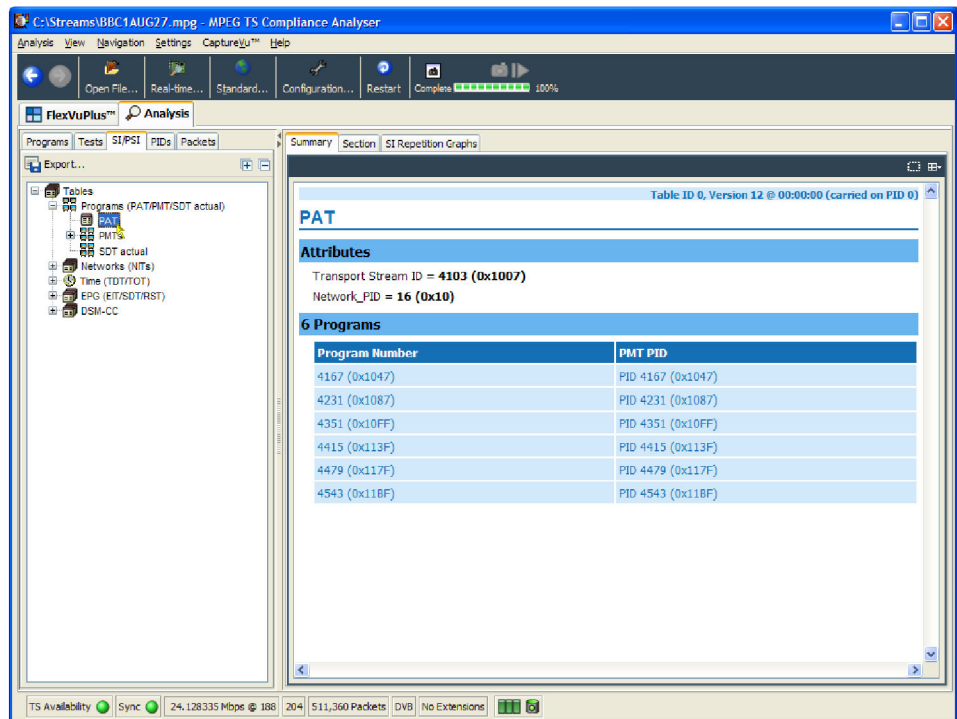 C:\Streams\BBC1AUG27.mpg - MPEG TS Compliance Analyser
Analysis View Navigation Settings CaptureVu™ Help
Open File... Real-time... Standard... Configuration... Restart Complete 100%
FlexVuPlus™ Analysis
Programs Tests SI/PSI PIDs Packets
Summary Section SI Repetition Graphs
Export...
Tables
Programs (PAT/PMT/SDT actual)
PAT
PMTs
SDT actual
Networks (NITs)
Time (TDT/TOT)
EPG (EIT/SDT/RST)
DSM-CC
Table ID 0, Version 12 @ 00:00:00 (carried on PID 0)
PAT
Attributes
Transport Stream ID = 4103 (0x1007)
Network_PID = 16 (0x10)
6 Programs
Program Number PMT PID
4167 (0x1047) PID 4167 (0x1047)
4231 (0x1087) PID 4231 (0x1087)
4351 (0x10FF) PID 4351 (0x10FF)
4415 (0x113F) PID 4415 (0x113F)
4479 (0x117F) PID 4479 (0x117F)
4543 (0x11BF) PID 4543 (0x11BF)
TS Availability Sync 24.128335 Mbps @ 188 204 511,360 Packets DVB No Extensions